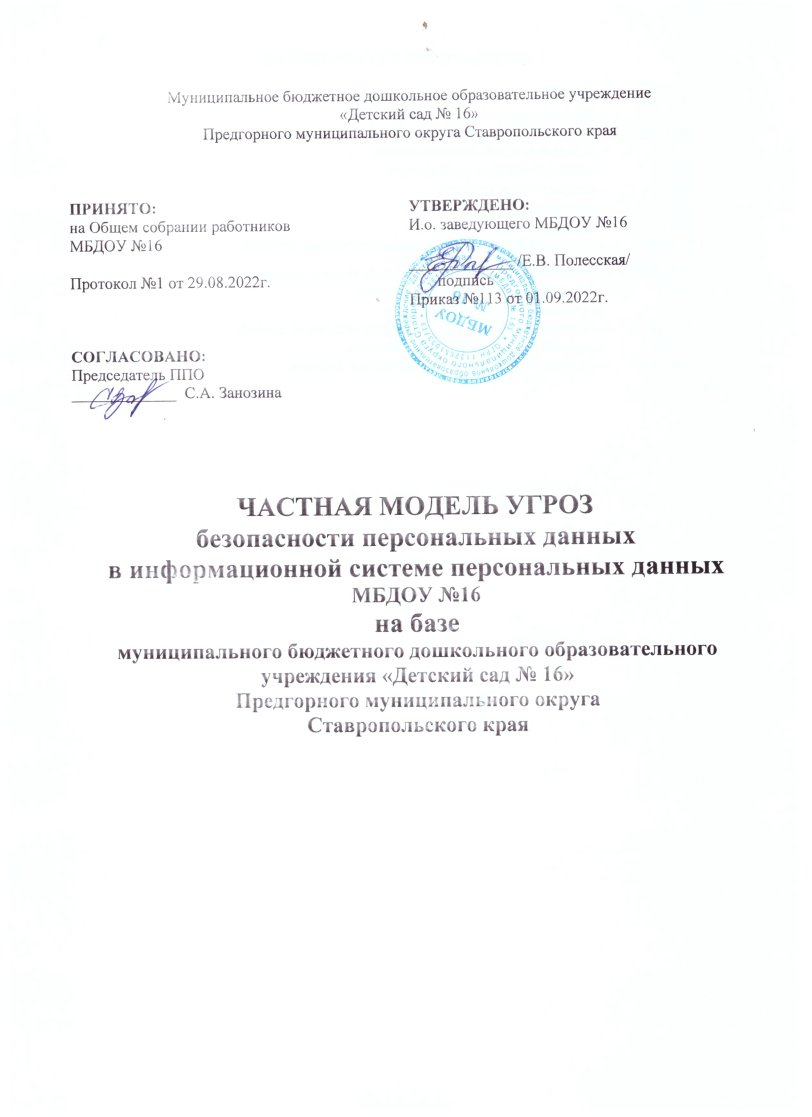 Муниципальное бюджетное дошкольное образовательное учреждение
«Детский сад № 16»
Предгорного муниципального округа Ставропольского края
ПРИНЯТО:
на Общем собрании работников
МБДОУ №16
Протокол №1 от 29.08.2022г.
УТВЕРЖДЕНО:
И.о. заведующего МБДОУ №16
/Е.В. Полесская/
подпись
Приказ №113 от 01.09.2022г.
МБДОУ
№ 16
СОГЛАСОВАНО:
Председатель ППО
С.А. Занозина
ЧАСТНАЯ МОДЕЛЬ УГРОЗ
безопасности персональных данных
в информационной системе персональных данных
МБДОУ №16
на базе
муниципального бюджетного дошкольного образовательного
учреждения «Детский сад № 16»
Предгорного муниципального округа
Ставропольского края